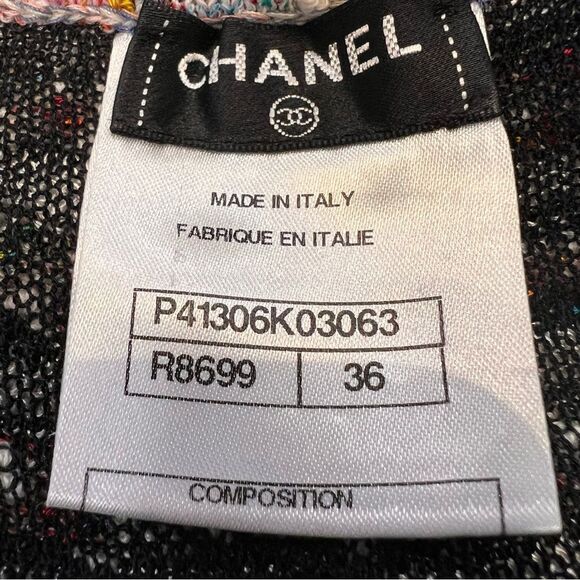 CHANEL
MADE IN ITALY
FABRIQUE EN ITALIE
P41306K03063
R8699 36
COMPOSITION